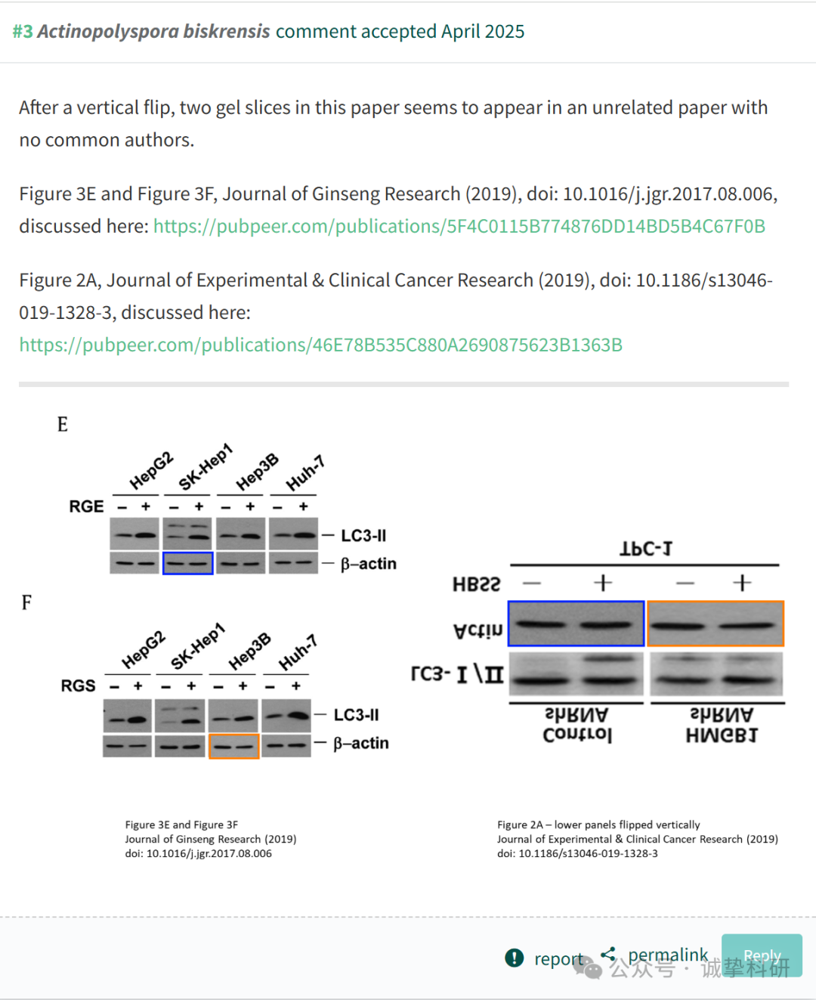 #3 Actinopolyspora biskrensis comment accepted April 2025
After a vertical flip, two gel slices in this paper seems to appear in an unrelated paper with
no common authors.
Figure 3E and Figure 3F, Journal of Ginseng Research (2019), doi: 10.1016/j.jgr.2017.08.006,
discussed here: https://pubpeer.com/publications/5F4C0115B774876DD14BD5B4C67F0B
Figure 2A, Journal of Experimental & Clinical Cancer Research (2019), doi: 10.1186/s13046-
019-1328-3, discussed here:
https://pubpeer.com/publications/46E78B535C880A2690875623B1363B
E
HepG2 SK-Hep1 Hep3B Huh-7
RGE − + − + − + − +
LC3-II
β-actin
F
HepG2 SK-Hep1 Hep3B Huh-7
RGS − + − + − + − +
LC3-II
β-actin
TPC-1
HBSS − + − +
Actin
LC3-I/II
shRNA shRNA
Control HMGB1
Figure 3E and Figure 3F
Journal of Ginseng Research (2019)
doi: 10.1016/j.jgr.2017.08.006
Figure 2A – lower panels flipped vertically
Journal of Experimental & Clinical Cancer Research (2019)
doi: 10.1186/s13046-019-1328-3
report permalink Reply
公众号 · 诚挚科研